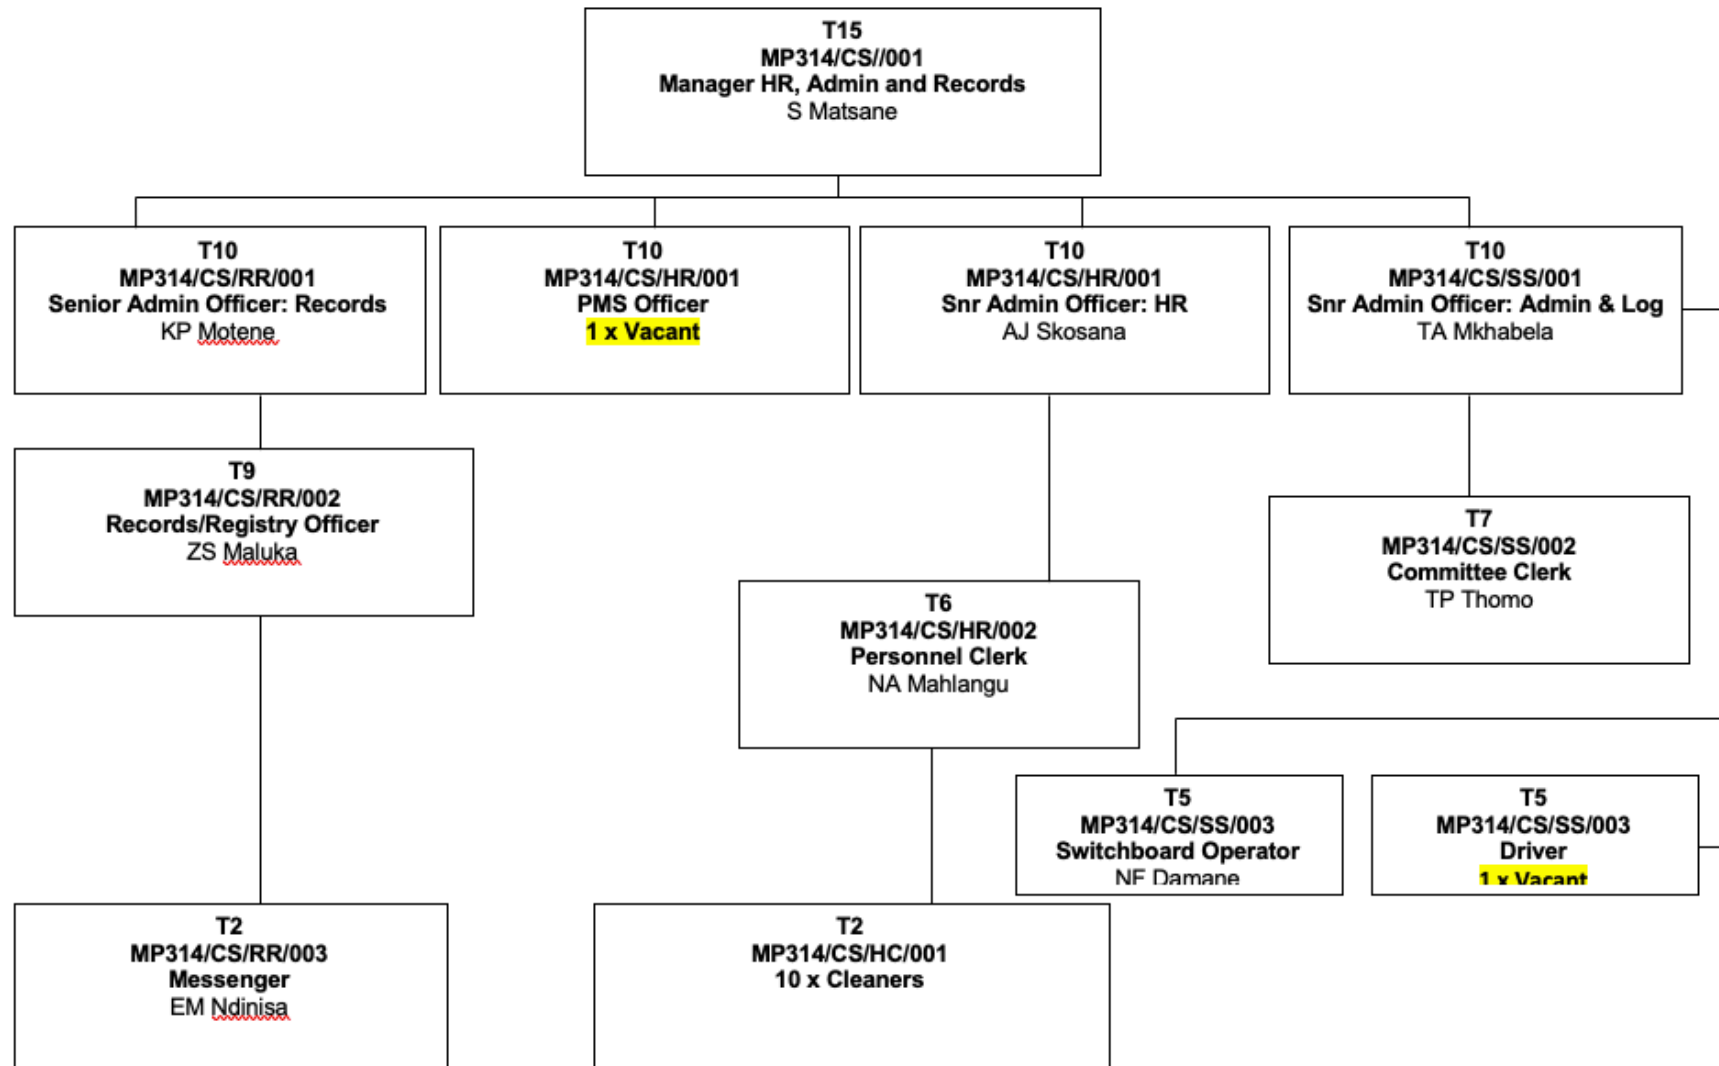 T15
MP314/CS//001
Manager HR, Admin and Records
S Matsane
T10
MP314/CS/RR/001
Senior Admin Officer: Records
KP Motene
T10
MP314/CS/HR/001
PMS Officer
1 x Vacant
T10
MP314/CS/HR/001
Snr Admin Officer: HR
AJ Skosana
T10
MP314/CS/SS/001
Snr Admin Officer: Admin & Log
TA Mkhabela
T9
MP314/CS/RR/002
Records/Registry Officer
ZS Maluka
T7
MP314/CS/SS/002
Committee Clerk
TP Thomo
T6
MP314/CS/HR/002
Personnel Clerk
NA Mahlangu
T5
MP314/CS/SS/003
Switchboard Operator
NF Damane
T5
MP314/CS/SS/003
Driver
1 x Vacant
T2
MP314/CS/RR/003
Messenger
EM Ndinisa
T2
MP314/CS/HC/001
10 x Cleaners